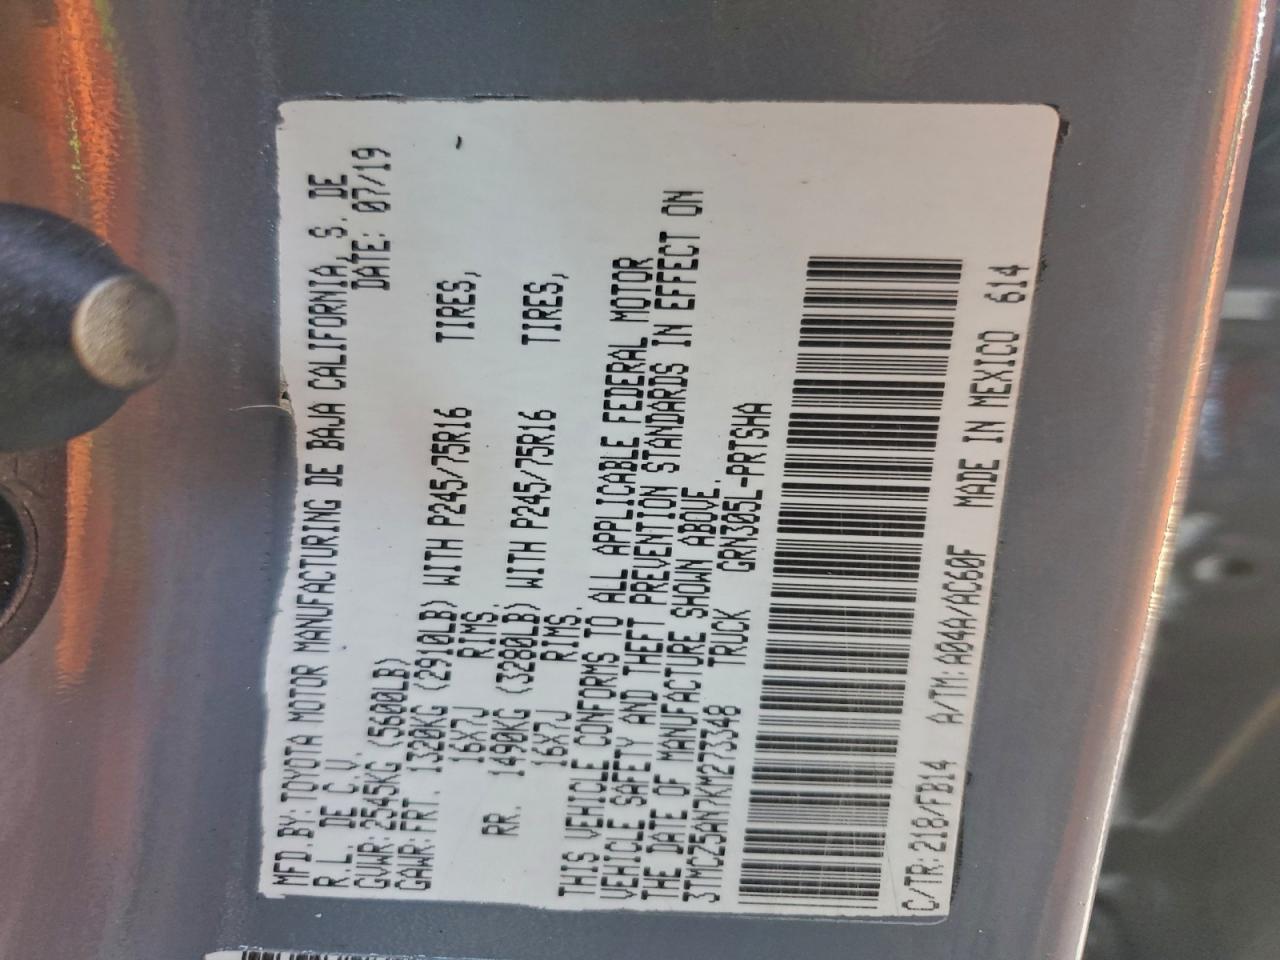 MFD.BY: TOYOTA MOTOR MANUFACTURING DE BAJA CALIFORNIA, S. DE
R.L. DE C.V. DATE: 07/19
GVWR: 2545KG (5600LB)
GAWR: FRT. 1320KG (2910LB) WITH P245/75R16 TIRES,
16X7J RIMS,
RR. 1490KG (3280LB) WITH P245/75R16 TIRES,
16X7J RIMS,
THIS VEHICLE CONFORMS TO ALL APPLICABLE FEDERAL MOTOR
VEHICLE SAFETY AND THEFT PREVENTION STANDARDS IN EFFECT ON
THE DATE OF MANUFACTURE SHOWN ABOVE.
3TMCZ5AN7KM273348 TRUCK GRN305L-PRTSHA
C/TR: 218/FB14 A/TM: A04A/AC60F MADE IN MEXICO 614